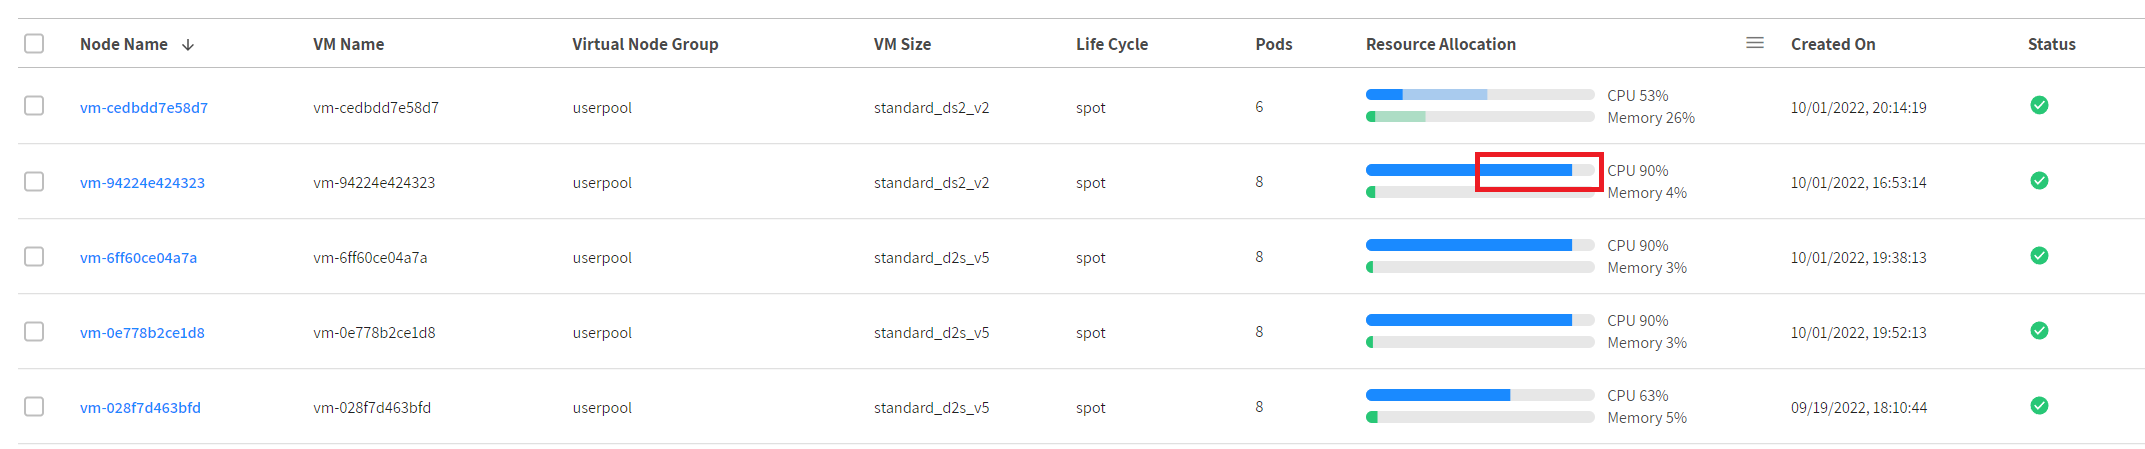 Node Name VM Name Virtual Node Group VM Size Life Cycle Pods Resource Allocation Created On Status
vm-cedbdd7e58d7 vm-cedbdd7e58d7 userpool standard_ds2_v2 spot 6 CPU 53% 10/01/2022, 20:14:19
Memory 26%
vm-94224e424323 vm-94224e424323 userpool standard_ds2_v2 spot 8 CPU 90% 10/01/2022, 16:53:14
Memory 4%
vm-6ff60ce04a7a vm-6ff60ce04a7a userpool standard_d2s_v5 spot 8 CPU 90% 10/01/2022, 19:38:13
Memory 3%
vm-0e778b2ce1d8 vm-0e778b2ce1d8 userpool standard_d2s_v5 spot 8 CPU 90% 10/01/2022, 19:52:13
Memory 3%
vm-028f7d463bfd vm-028f7d463bfd userpool standard_d2s_v5 spot 8 CPU 63% 09/19/2022, 18:10:44
Memory 5%